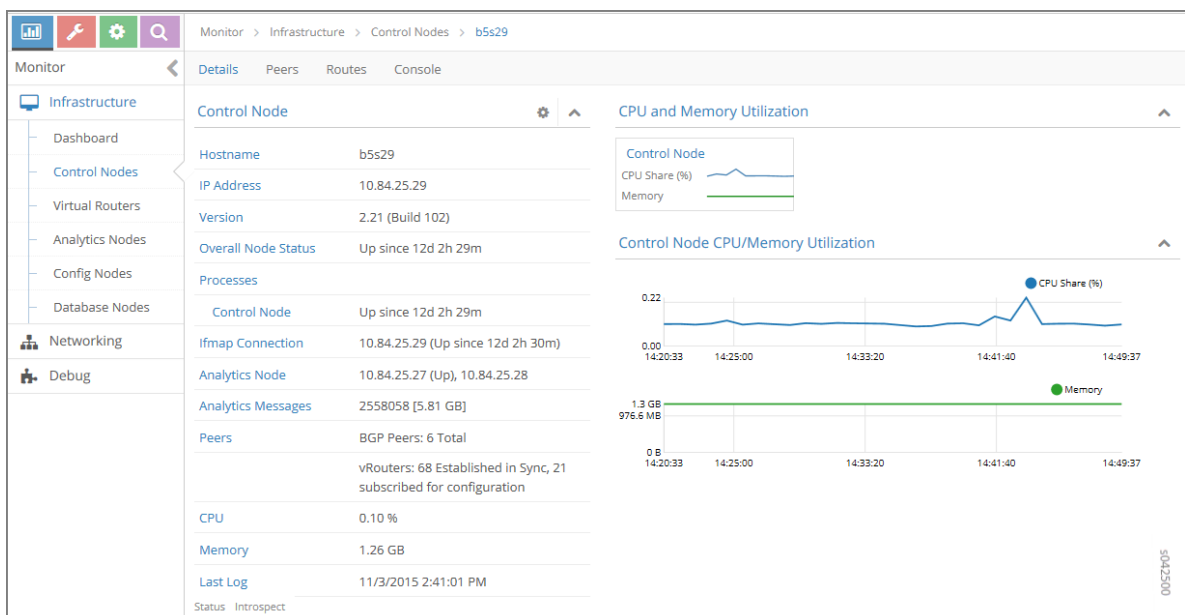 Monitor > Infrastructure > Control Nodes > b5s29
Monitor
Infrastructure
Dashboard
Control Nodes
Virtual Routers
Analytics Nodes
Config Nodes
Database Nodes
Networking
Debug
Details Peers Routes Console
Control Node
Hostname b5s29
IP Address 10.84.25.29
Version 2.21 (Build 102)
Overall Node Status Up since 12d 2h 29m
Processes
Control Node Up since 12d 2h 29m
Ifmap Connection 10.84.25.29 (Up since 12d 2h 30m)
Analytics Node 10.84.25.27 (Up), 10.84.25.28
Analytics Messages 2558058 [5.81 GB]
Peers BGP Peers: 6 Total
vRouters: 68 Established in Sync, 21
subscribed for configuration
CPU 0.10 %
Memory 1.26 GB
Last Log 11/3/2015 2:41:01 PM
Status Introspect
CPU and Memory Utilization
Control Node
CPU Share (%)
Memory
Control Node CPU/Memory Utilization
CPU Share (%)
0.22
0.00
14:20:33 14:25:00 14:33:20 14:41:40 14:49:37
Memory
1.3 GB
976.6 MB
0 B
14:20:33 14:25:00 14:33:20 14:41:40 14:49:37
s042500